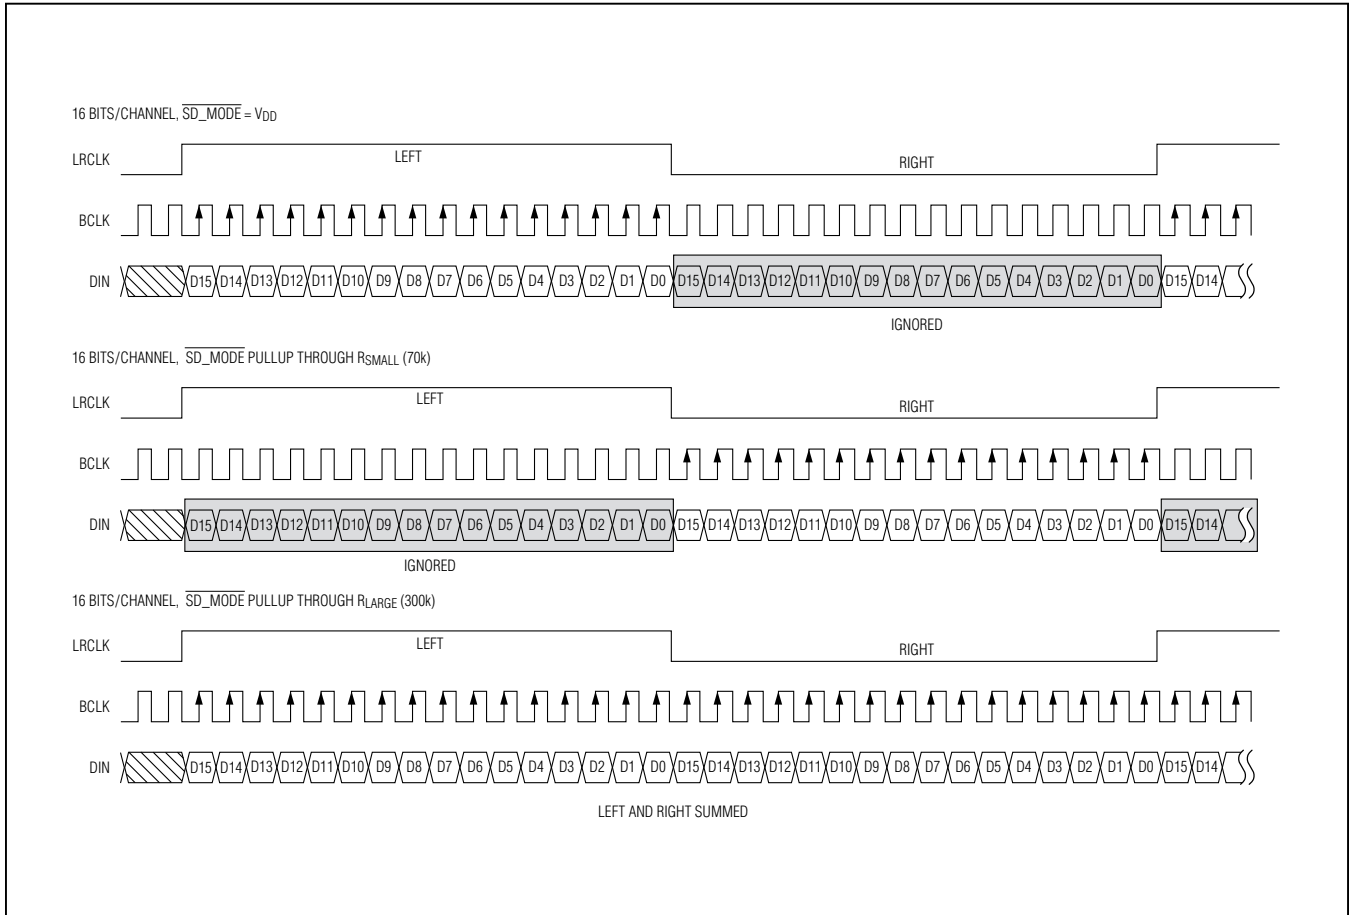 16 BITS/CHANNEL, SD_MODE = VDD
LRCLK LEFT RIGHT
BCLK
DIN D15 D14 D13 D12 D11 D10 D9 D8 D7 D6 D5 D4 D3 D2 D1 D0 D15 D14 D13 D12 D11 D10 D9 D8 D7 D6 D5 D4 D3 D2 D1 D0 D15 D14
IGNORED
16 BITS/CHANNEL, SD_MODE PULLUP THROUGH RSMALL (70k)
LRCLK LEFT RIGHT
BCLK
DIN D15 D14 D13 D12 D11 D10 D9 D8 D7 D6 D5 D4 D3 D2 D1 D0 D15 D14 D13 D12 D11 D10 D9 D8 D7 D6 D5 D4 D3 D2 D1 D0 D15 D14
IGNORED
16 BITS/CHANNEL, SD_MODE PULLUP THROUGH RLARGE (300k)
LRCLK LEFT RIGHT
BCLK
DIN D15 D14 D13 D12 D11 D10 D9 D8 D7 D6 D5 D4 D3 D2 D1 D0 D15 D14 D13 D12 D11 D10 D9 D8 D7 D6 D5 D4 D3 D2 D1 D0 D15 D14
LEFT AND RIGHT SUMMED